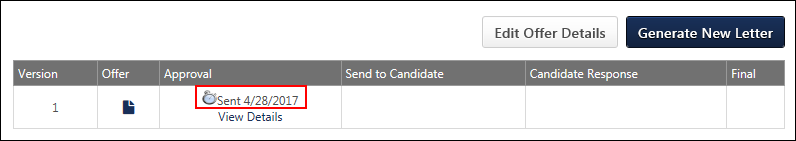 Edit Offer Details Generate New Letter
Version Offer Approval Send to Candidate Candidate Response Final
1 Sent 4/28/2017
View Details